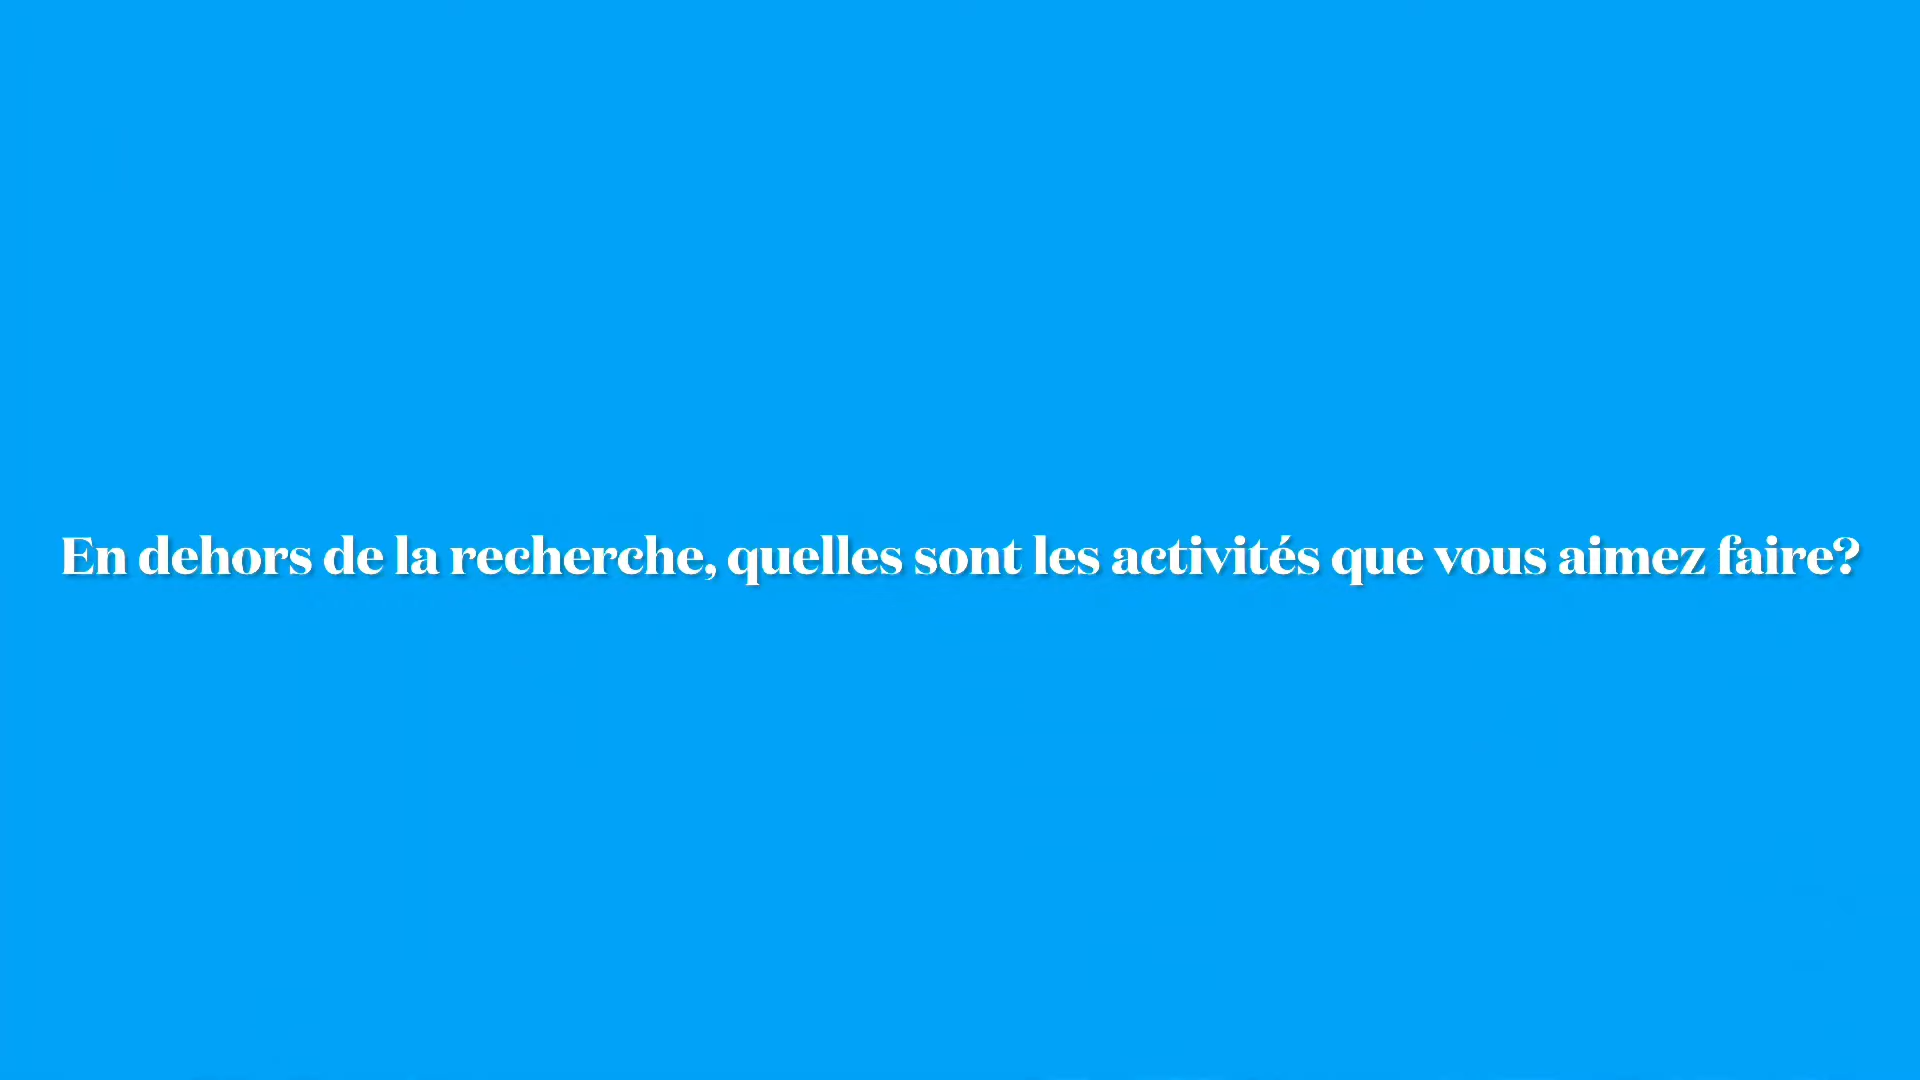 En dehors de la recherche, quelles sont les activités que vous aimez faire?